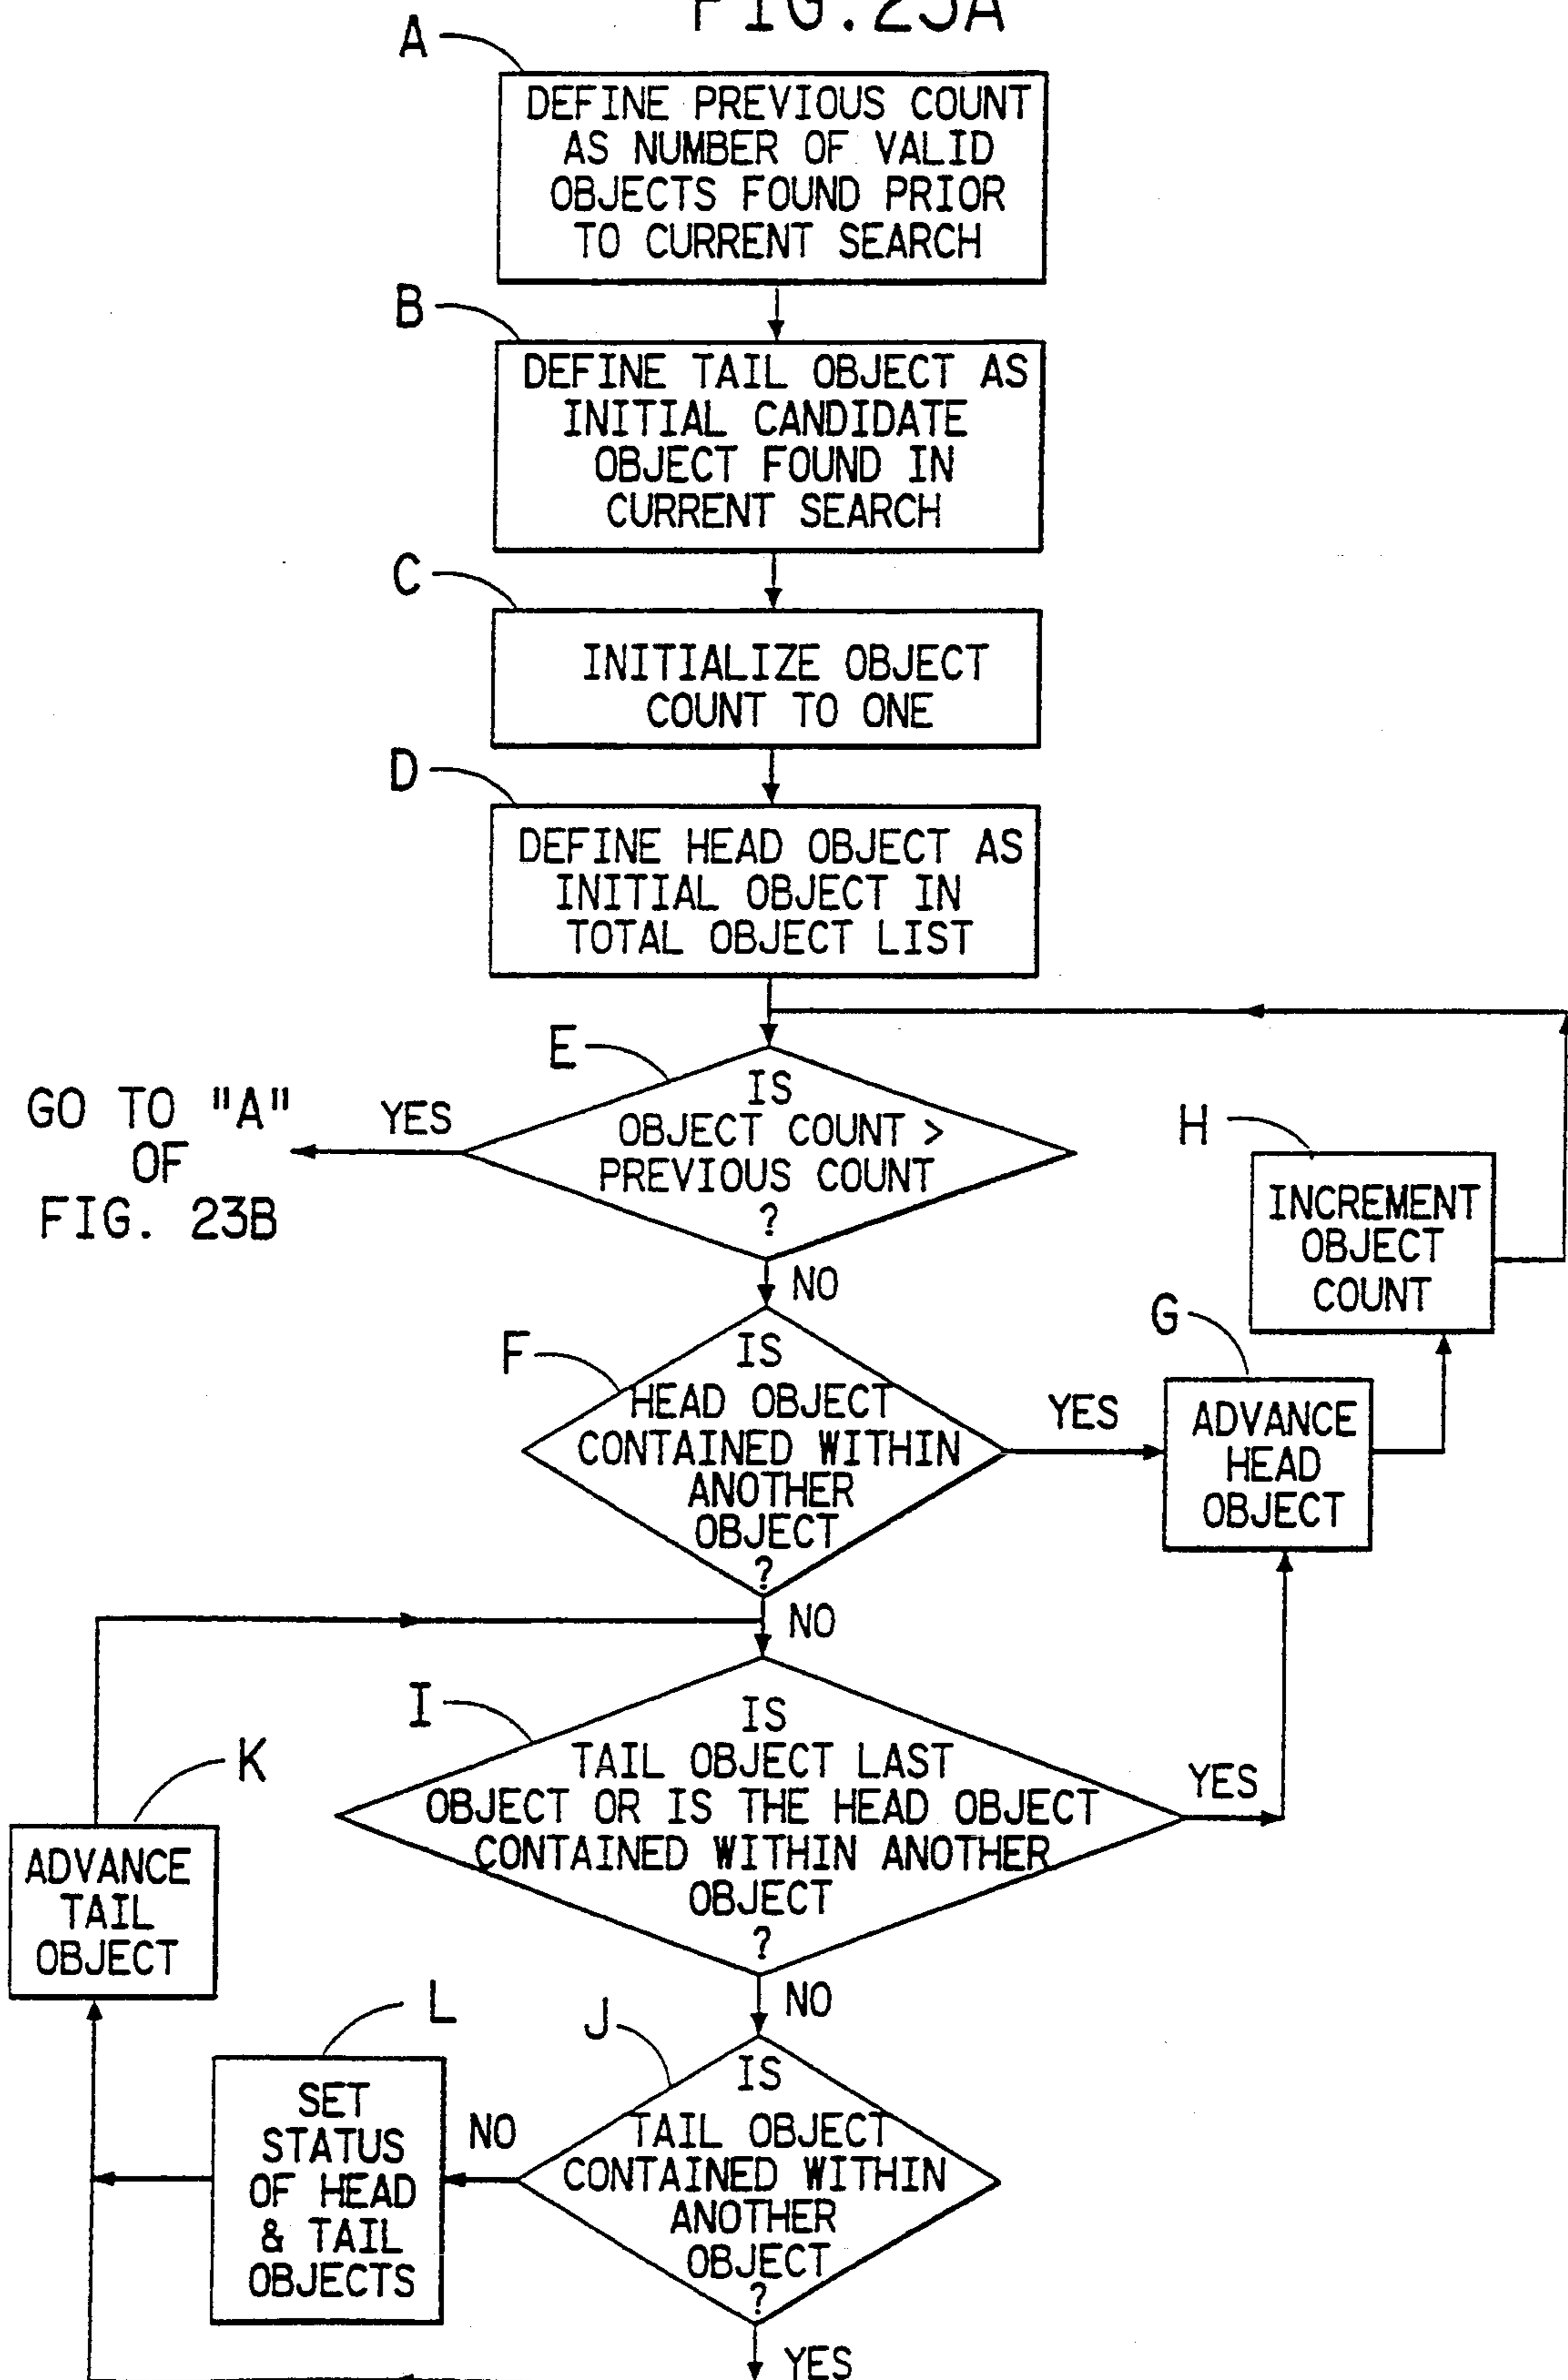 FIG.23A
A
DEFINE PREVIOUS COUNT
AS NUMBER OF VALID
OBJECTS FOUND PRIOR
TO CURRENT SEARCH
B
DEFINE TAIL OBJECT AS
INITIAL CANDIDATE
OBJECT FOUND IN
CURRENT SEARCH
C
INITIALIZE OBJECT
COUNT TO ONE
D
DEFINE HEAD OBJECT AS
INITIAL OBJECT IN
TOTAL OBJECT LIST
E
IS
OBJECT COUNT >
PREVIOUS COUNT
?
YES
GO TO "A"
OF
FIG. 23B
NO
H
INCREMENT
OBJECT
COUNT
F
IS
HEAD OBJECT
CONTAINED WITHIN
ANOTHER
OBJECT
?
YES
G
ADVANCE
HEAD
OBJECT
NO
I
IS
TAIL OBJECT LAST
OBJECT OR IS THE HEAD OBJECT
CONTAINED WITHIN ANOTHER
OBJECT
?
YES
K
ADVANCE
TAIL
OBJECT
NO
J
IS
TAIL OBJECT
CONTAINED WITHIN
ANOTHER
OBJECT
?
NO
L
SET
STATUS
OF HEAD
& TAIL
OBJECTS
YES